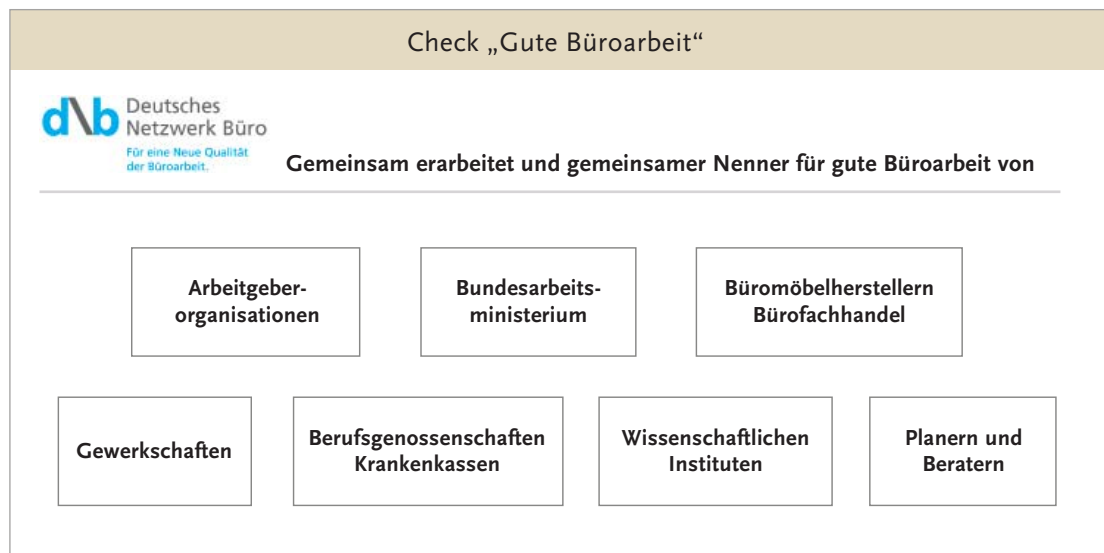 Check „Gute Büroarbeit“
d\b
Deutsches
Netzwerk Büro
Für eine Neue Qualität
der Büroarbeit.
Gemeinsam erarbeitet und gemeinsamer Nenner für gute Büroarbeit von
Arbeitgeber-
organisationen
Bundesarbeits-
ministerium
Büromöbelherstellern
Bürofachhandel
Gewerkschaften
Berufsgenossenschaften
Krankenkassen
Wissenschaftlichen
Instituten
Planern und
Beratern